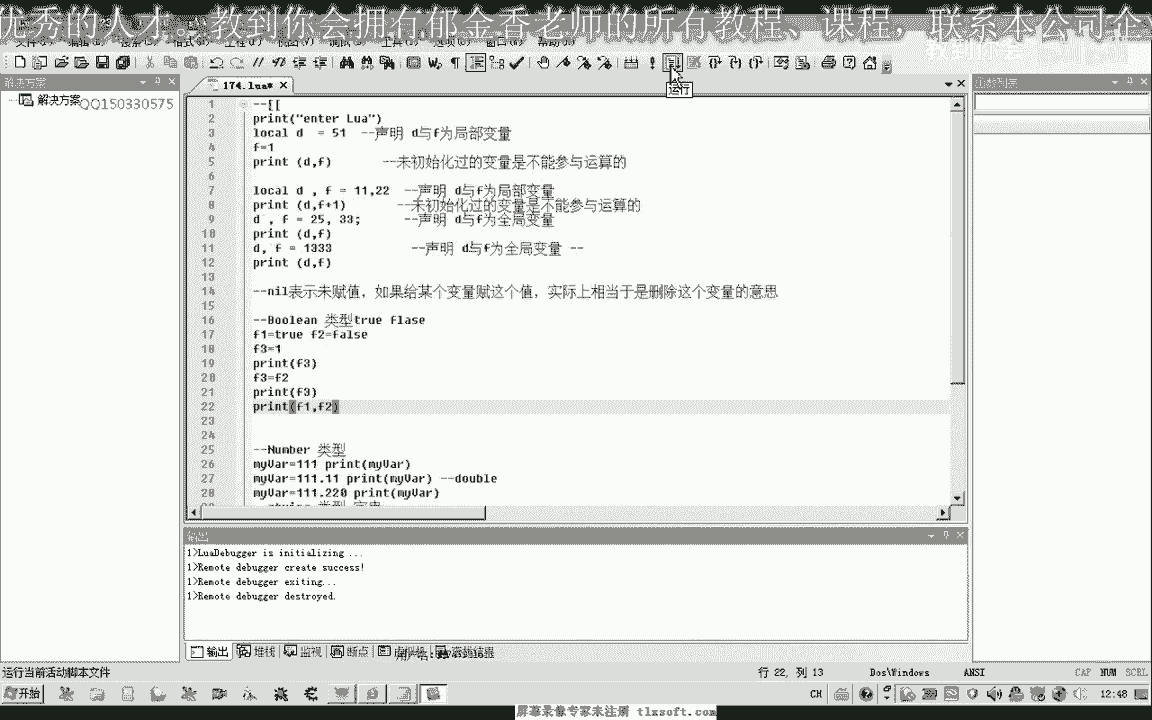 优秀的人才。教到你会拥有郁金香老师的所有教程、课程，联系本公司企业
174.lua* ×
运行
解决方案
解决方案QQ150330575
1 --[[
2 print("enter Lua")
3 local d  = 51  --声明 d与f为局部变量
4 f=1
5 print (d,f)       --未初始化过的变量是不能参与运算的
6
7 local d , f = 11,22  --声明 d与f为局部变量
8 print (d,f+1)       --未初始化过的变量是不能参与运算的
9 d , f = 25, 33;      --声明 d与f为全局变量
10 print (d,f)
11 d, f = 1333           --声明 d与f为全局变量 --
12 print (d,f)
13
14 --nil表示未赋值，如果给某个变量赋这个值，实际上相当于是删除这个变量的意思
15
16 --Boolean 类型true flase
17 f1=true f2=false
18 f3=1
19 print(f3)
20 f3=f2
21 print(f3)
22 print(f1,f2)
23
24
25 --Number 类型
26 myVar=111 print(myVar)
27 myVar=111.11 print(myVar) --double
28 myVar=111.220 print(myVar)
输出
1>LuaDebugger is initializing ...
1>Remote debugger create success!
1>Remote debugger exiting...
1>Remote debugger destroyed.
输出 堆栈 监视 断点
运行当前活动脚本文件 行 22, 列 13 Dos\Windows ANSI CAP NUM SCRL
开始 CH 12:48
屏幕录像专家未注册 tlxsoft.com